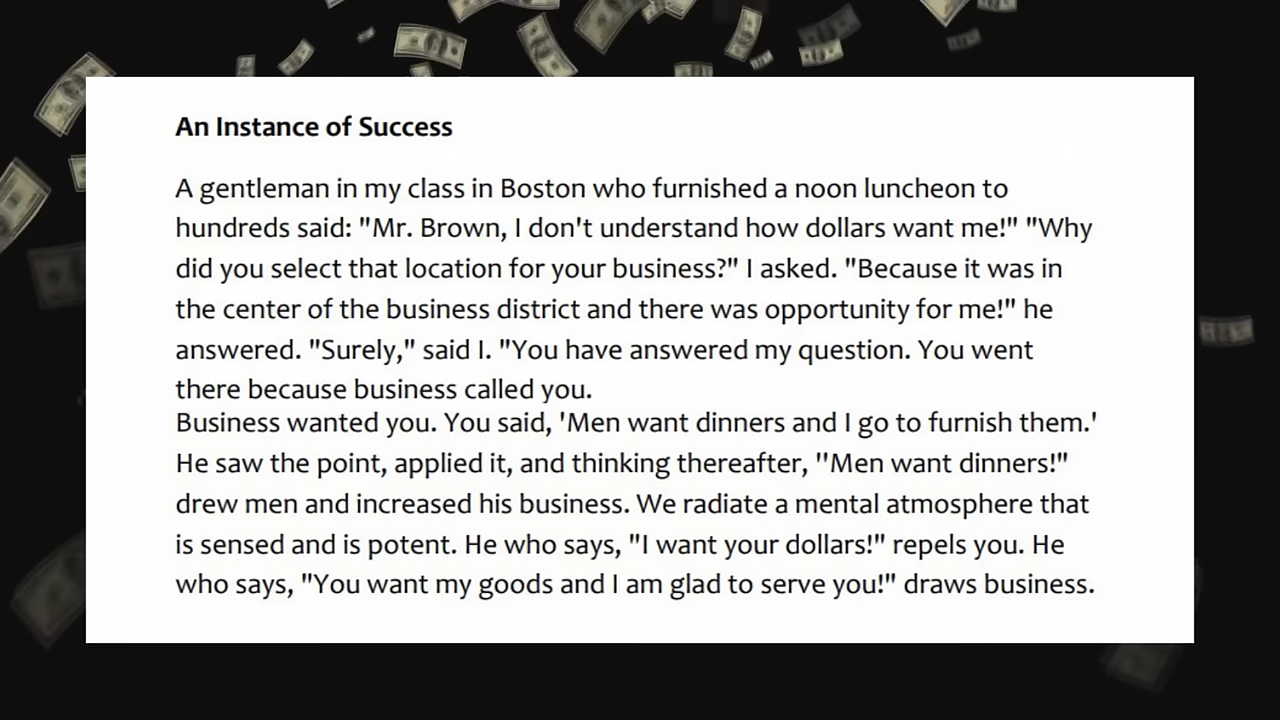 An Instance of Success
A gentleman in my class in Boston who furnished a noon luncheon to
hundreds said: "Mr. Brown, I don't understand how dollars want me!" "Why
did you select that location for your business?" I asked. "Because it was in
the center of the business district and there was opportunity for me!" he
answered. "Surely," said I. "You have answered my question. You went
there because business called you.
Business wanted you. You said, 'Men want dinners and I go to furnish them.'
He saw the point, applied it, and thinking thereafter, ''Men want dinners!"
drew men and increased his business. We radiate a mental atmosphere that
is sensed and is potent. He who says, "I want your dollars!" repels you. He
who says, "You want my goods and I am glad to serve you!" draws business.